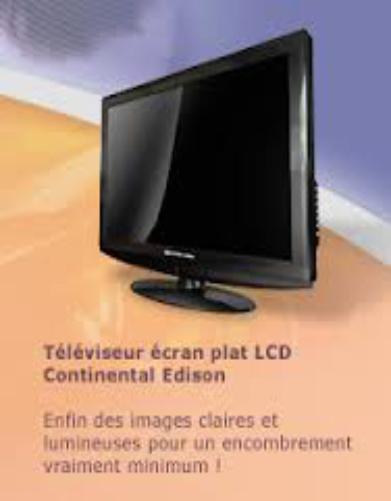 Téléviseur écran plat LCD
Continental Edison
Enfin des images claires et
lumineuses pour un encombrement
vraiment minimum !